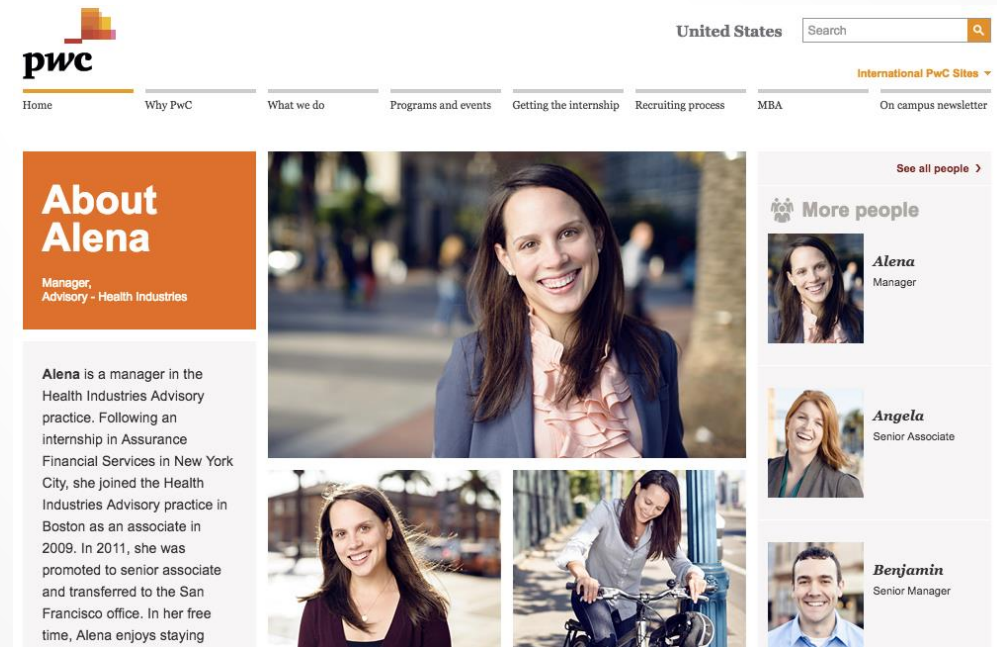 pwc
United States
Search
International PwC Sites
Home
Why PwC
What we do
Programs and events
Getting the internship
Recruiting process
MBA
On campus newsletter
About
Alena
Manager,
Advisory - Health Industries
Alena is a manager in the
Health Industries Advisory
practice. Following an
internship in Assurance
Financial Services in New York
City, she joined the Health
Industries Advisory practice in
Boston as an associate in
2009. In 2011, she was
promoted to senior associate
and transferred to the San
Francisco office. In her free
time, Alena enjoys staying
See all people
More people
Alena
Manager
Angela
Senior Associate
Benjamin
Senior Manager